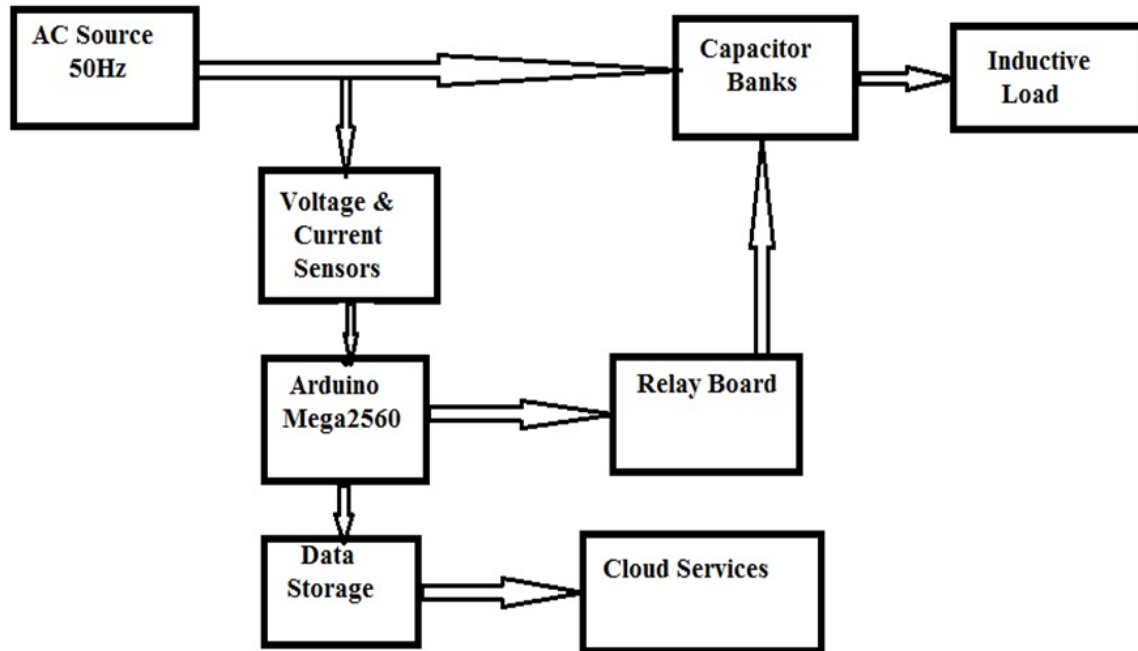 AC Source
50Hz
Capacitor
Banks
Inductive
Load
Voltage &
Current
Sensors
Arduino
Mega2560
Relay Board
Data
Storage
Cloud Services